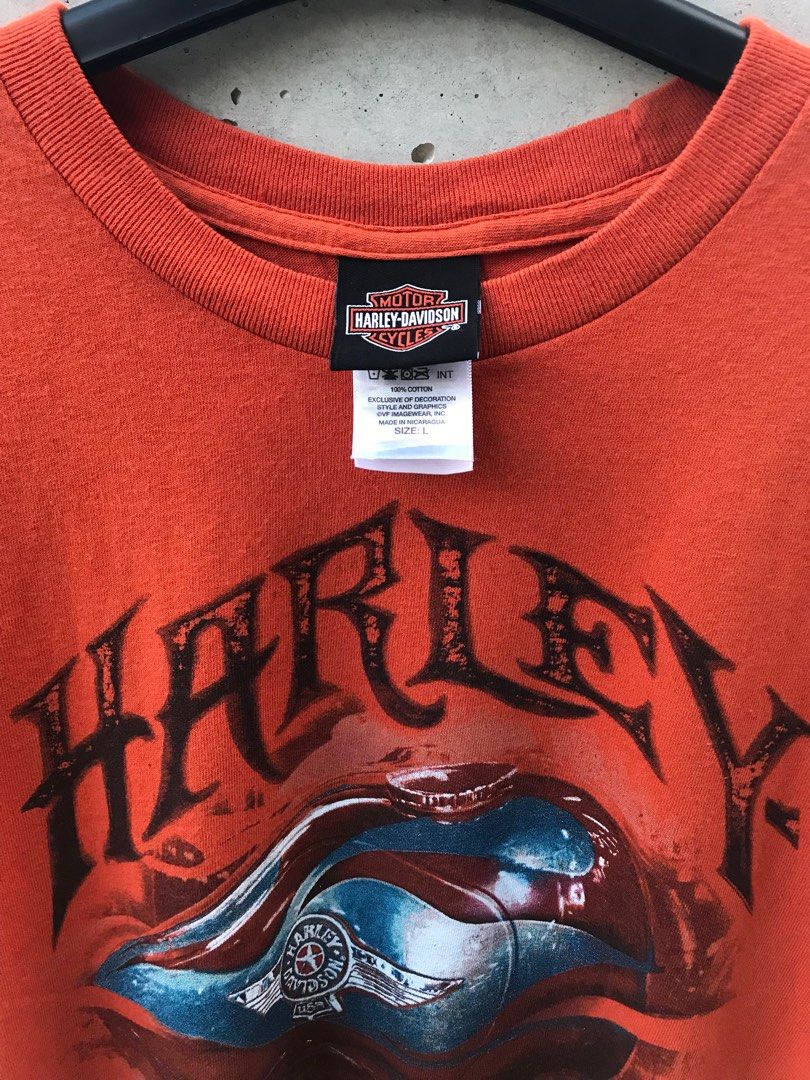 MOTOR
HARLEY-DAVIDSON®
CYCLES
INT
100% COTTON
EXCLUSIVE OF DECORATION
STYLE AND GRAPHICS
©VF IMAGEWEAR, INC
MADE IN NICARAGUA
SIZE: L
HARLEY
HARLEY
DAVIDSON
USA